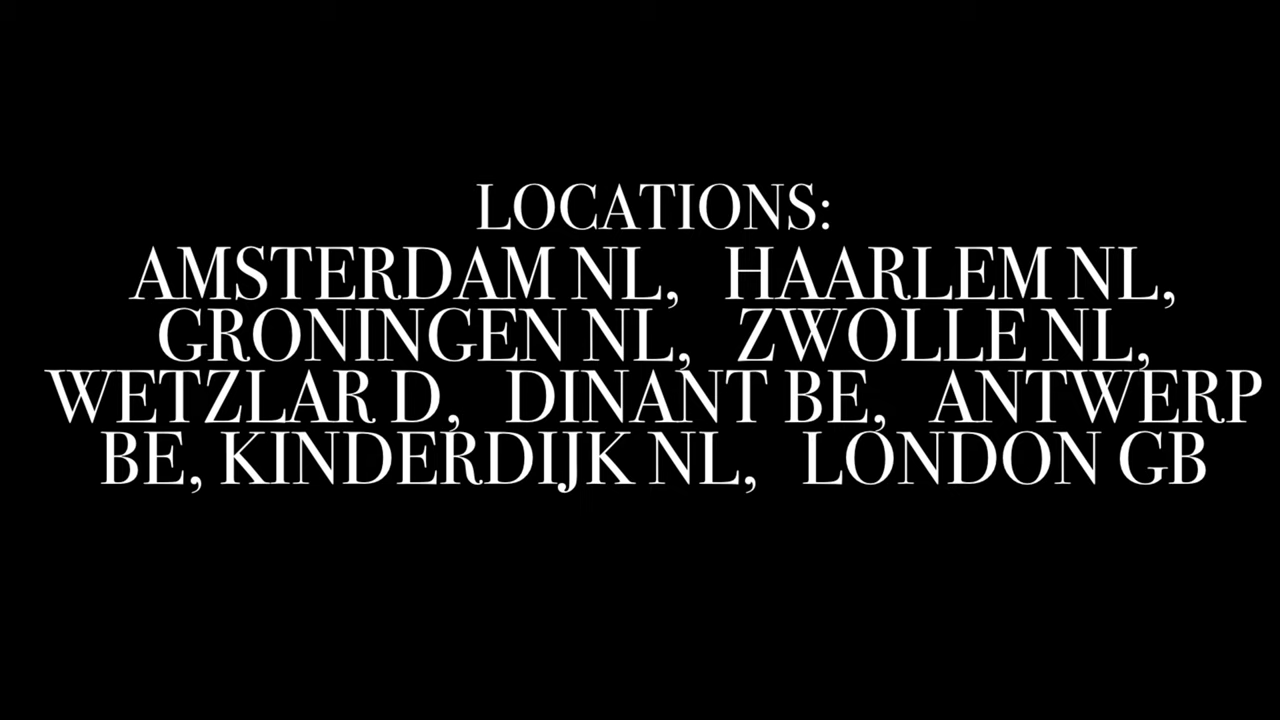 LOCATIONS:
AMSTERDAM NL, HAARLEM NL,
GRONINGEN NL, ZWOLLE NL,
WETZLAR D, DINANT BE, ANTWERP
BE, KINDERDIJK NL, LONDON GB